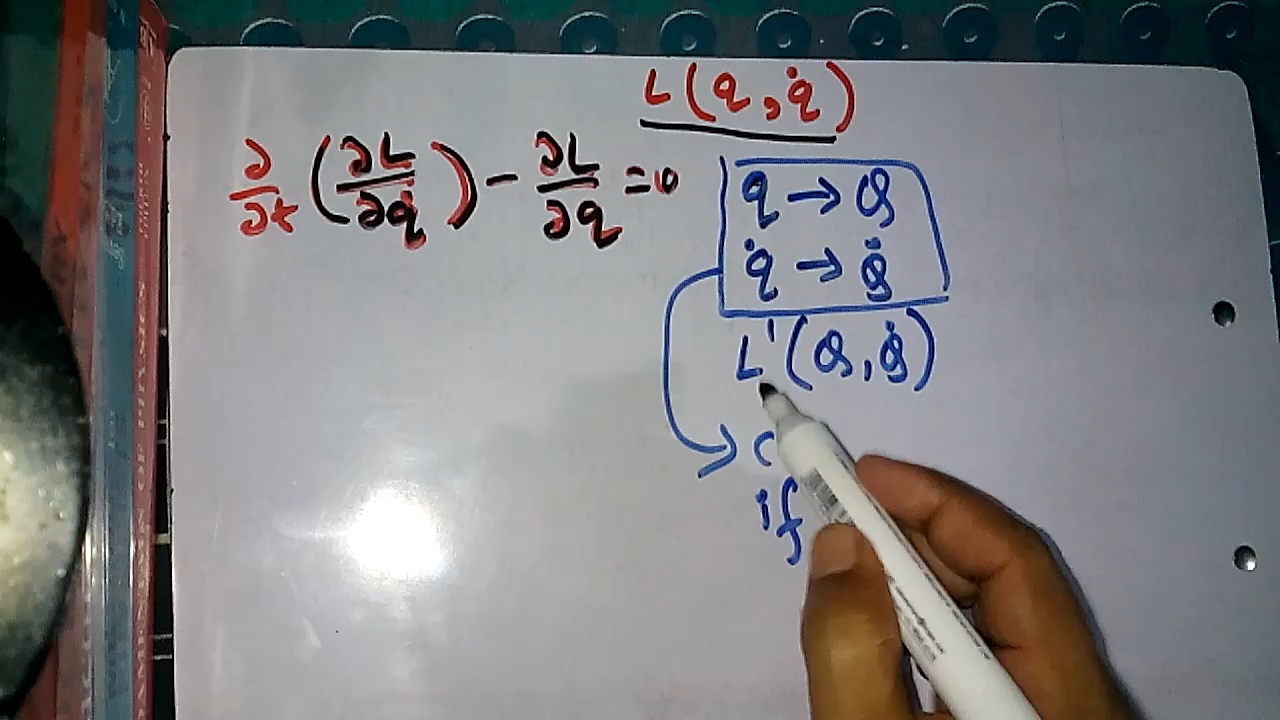 L(q, q̇)
∂/∂t (∂L/∂q̇) - ∂L/∂q = 0
q → Q
q̇ → Q̇
L'(Q, Q̇)
if